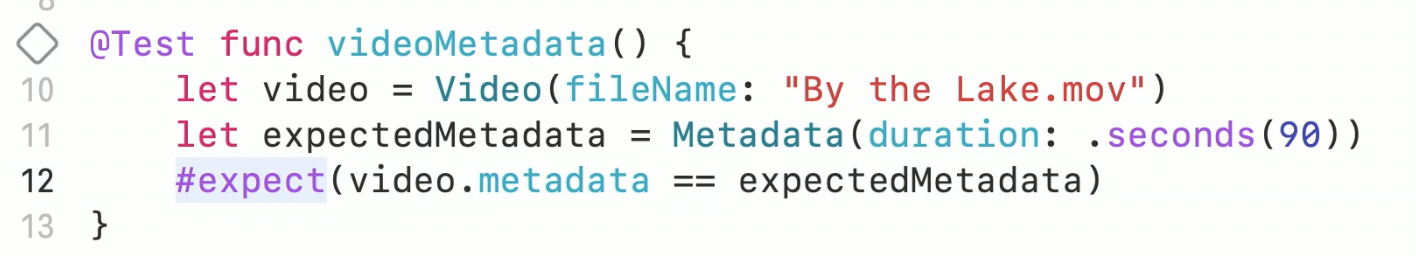 @Test func videoMetadata() {
10 let video = Video(fileName: "By the Lake.mov")
11 let expectedMetadata = Metadata(duration: .seconds(90))
12 #expect(video.metadata == expectedMetadata)
13 }